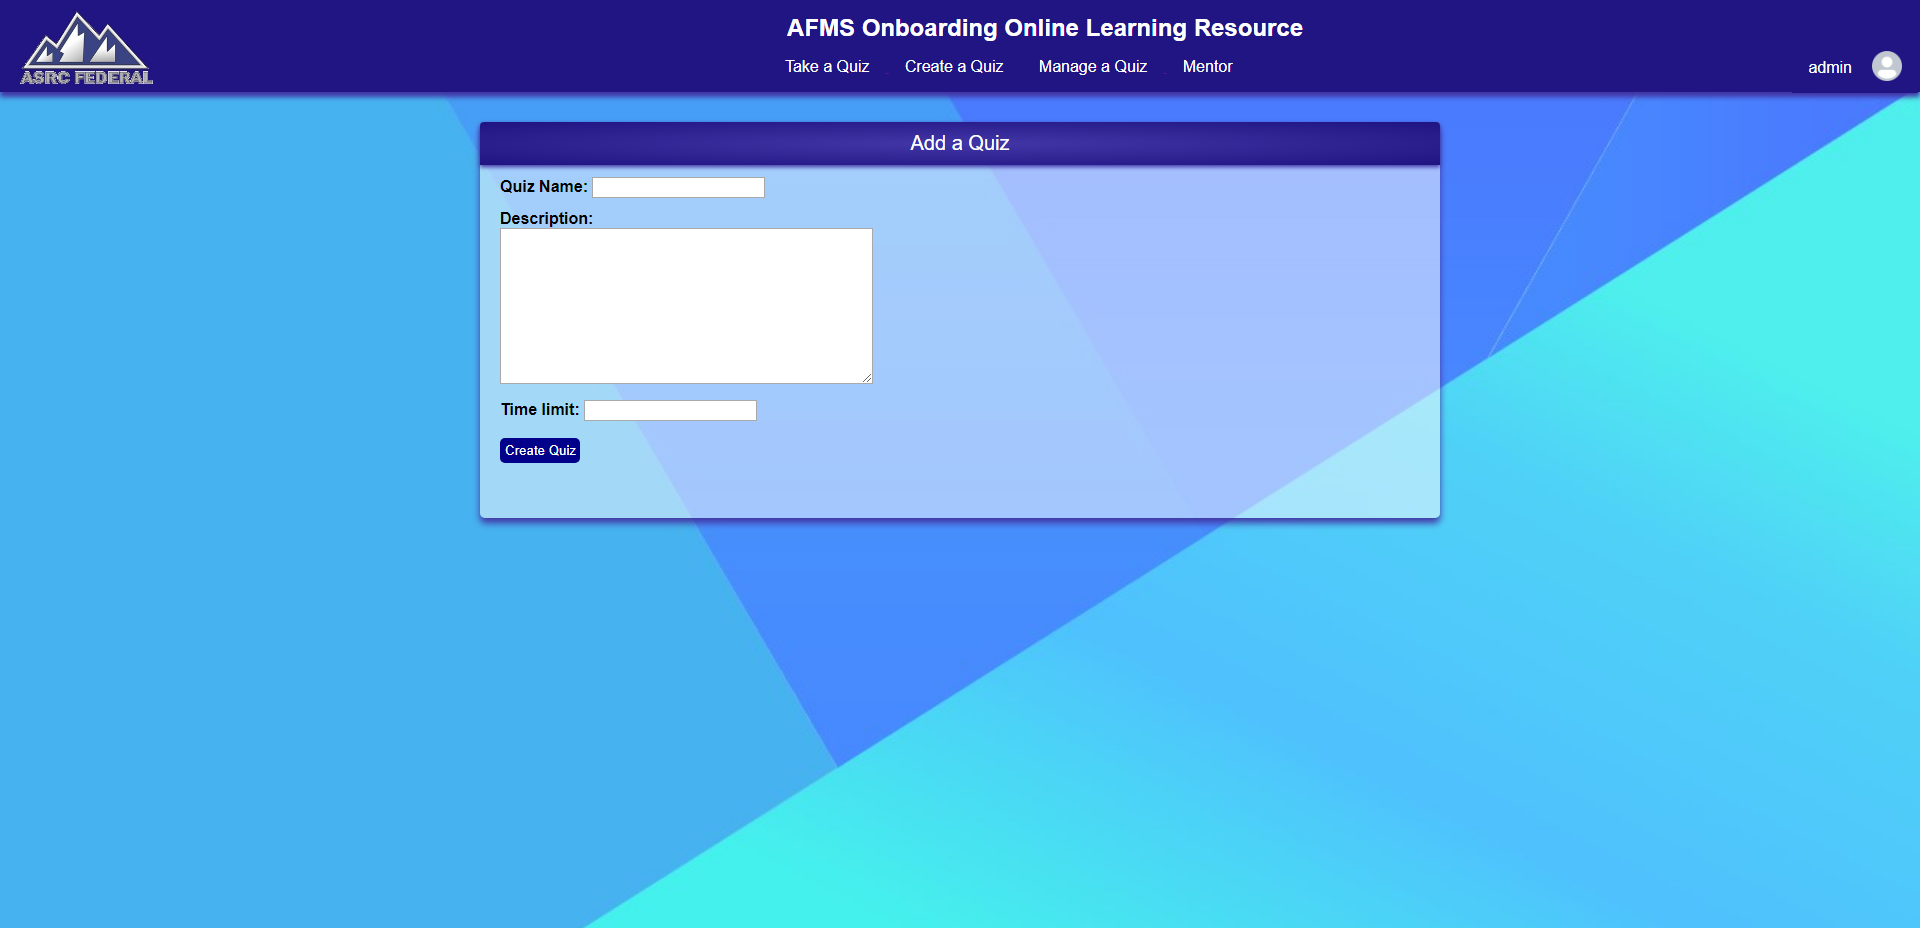 ASRC FEDERAL
AFMS Onboarding Online Learning Resource
Take a Quiz Create a Quiz Manage a Quiz Mentor
admin
Add a Quiz
Quiz Name:
Description:
Time limit:
Create Quiz